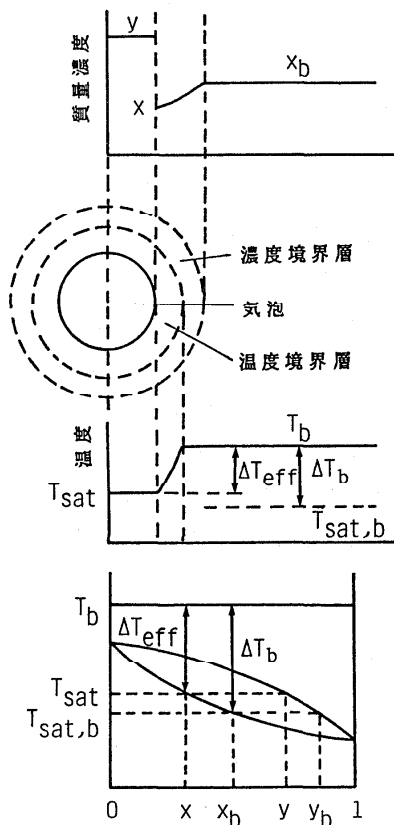 y
質量濃度
x
x_b
濃度境界層
気泡
温度境界層
温度
T_b
ΔT_eff
ΔT_b
T_sat
T_sat,b
T_b
ΔT_eff
ΔT_b
T_sat
T_sat,b
0 x x_b y y_b 1